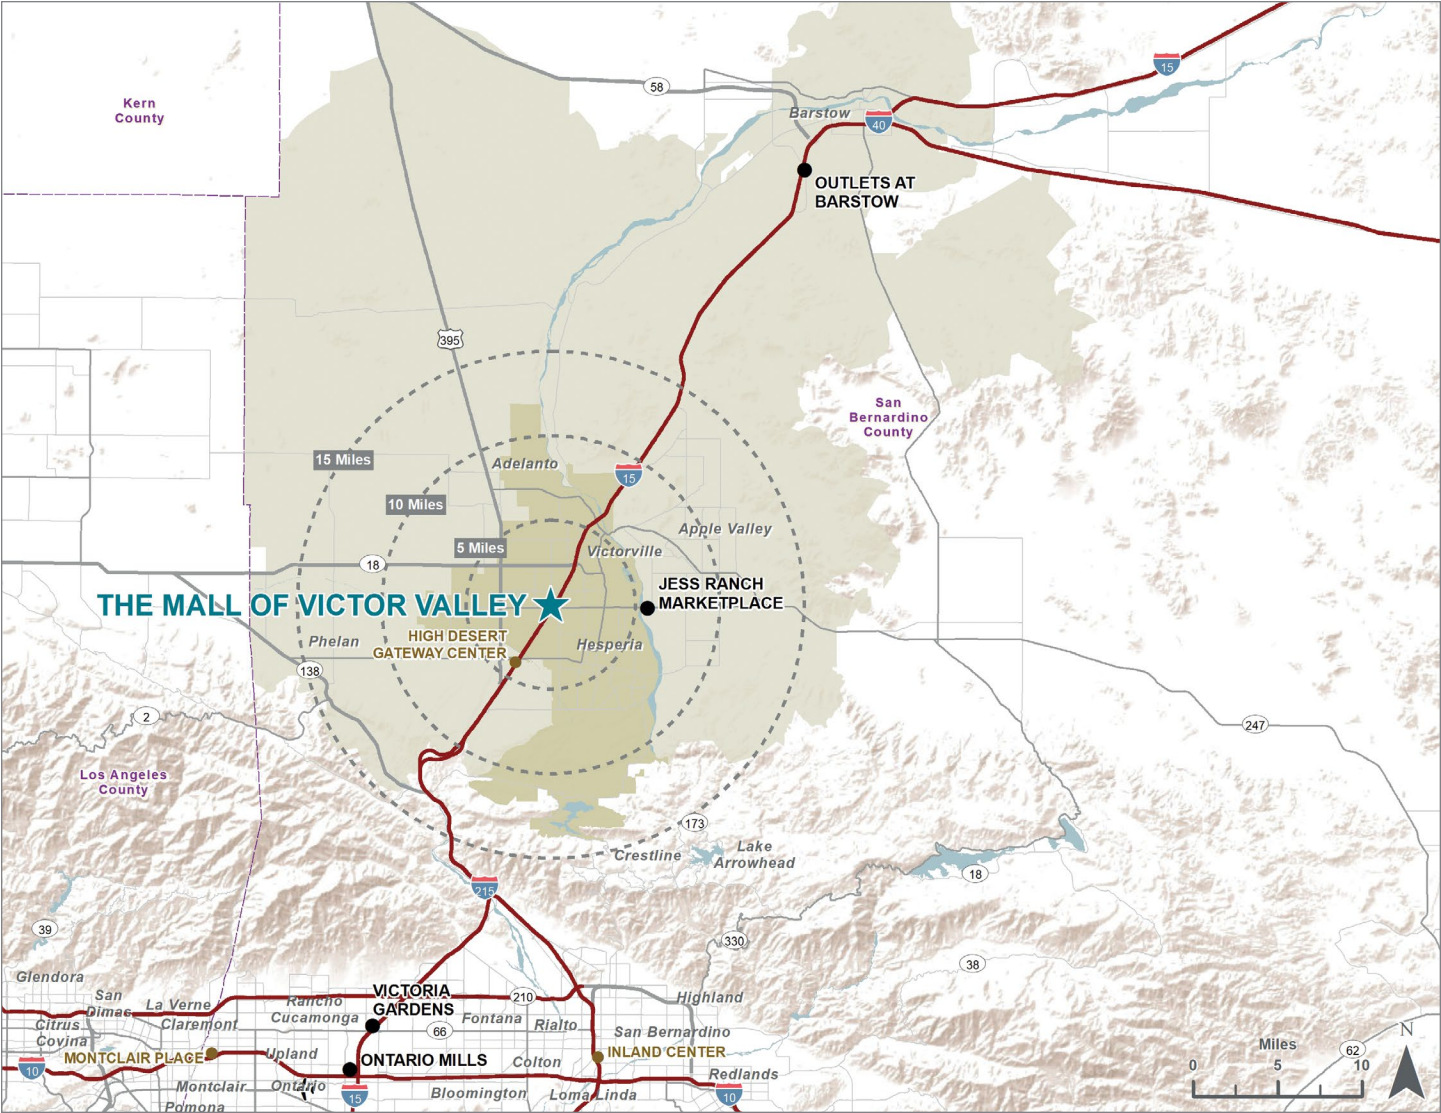 15
58
Kern
County
Barstow
40
OUTLETS AT
BARSTOW
395
San
Bernardino
County
15 Miles
Adelanto
15
10 Miles
Apple Valley
5 Miles
Victorville
18
JESS RANCH
MARKETPLACE
THE MALL OF VICTOR VALLEY
HIGH DESERT
GATEWAY CENTER
Phelan
Hesperia
138
2
247
Los Angeles
County
173
Crestline
Lake
Arrowhead
18
215
39
330
38
Glendora
San
Dimas
La Verne
Claremont
Citrus
Covina
Rancho
Cucamonga
VICTORIA
GARDENS
210
Highland
66
Fontana
Rialto
San Bernardino
MONTCLAIR PLACE
Upland
ONTARIO MILLS
Colton
INLAND CENTER
10
Montclair
Ontario
15
Bloomington
Loma Linda
Redlands
10
Pomona
N
62
Miles
0 5 10